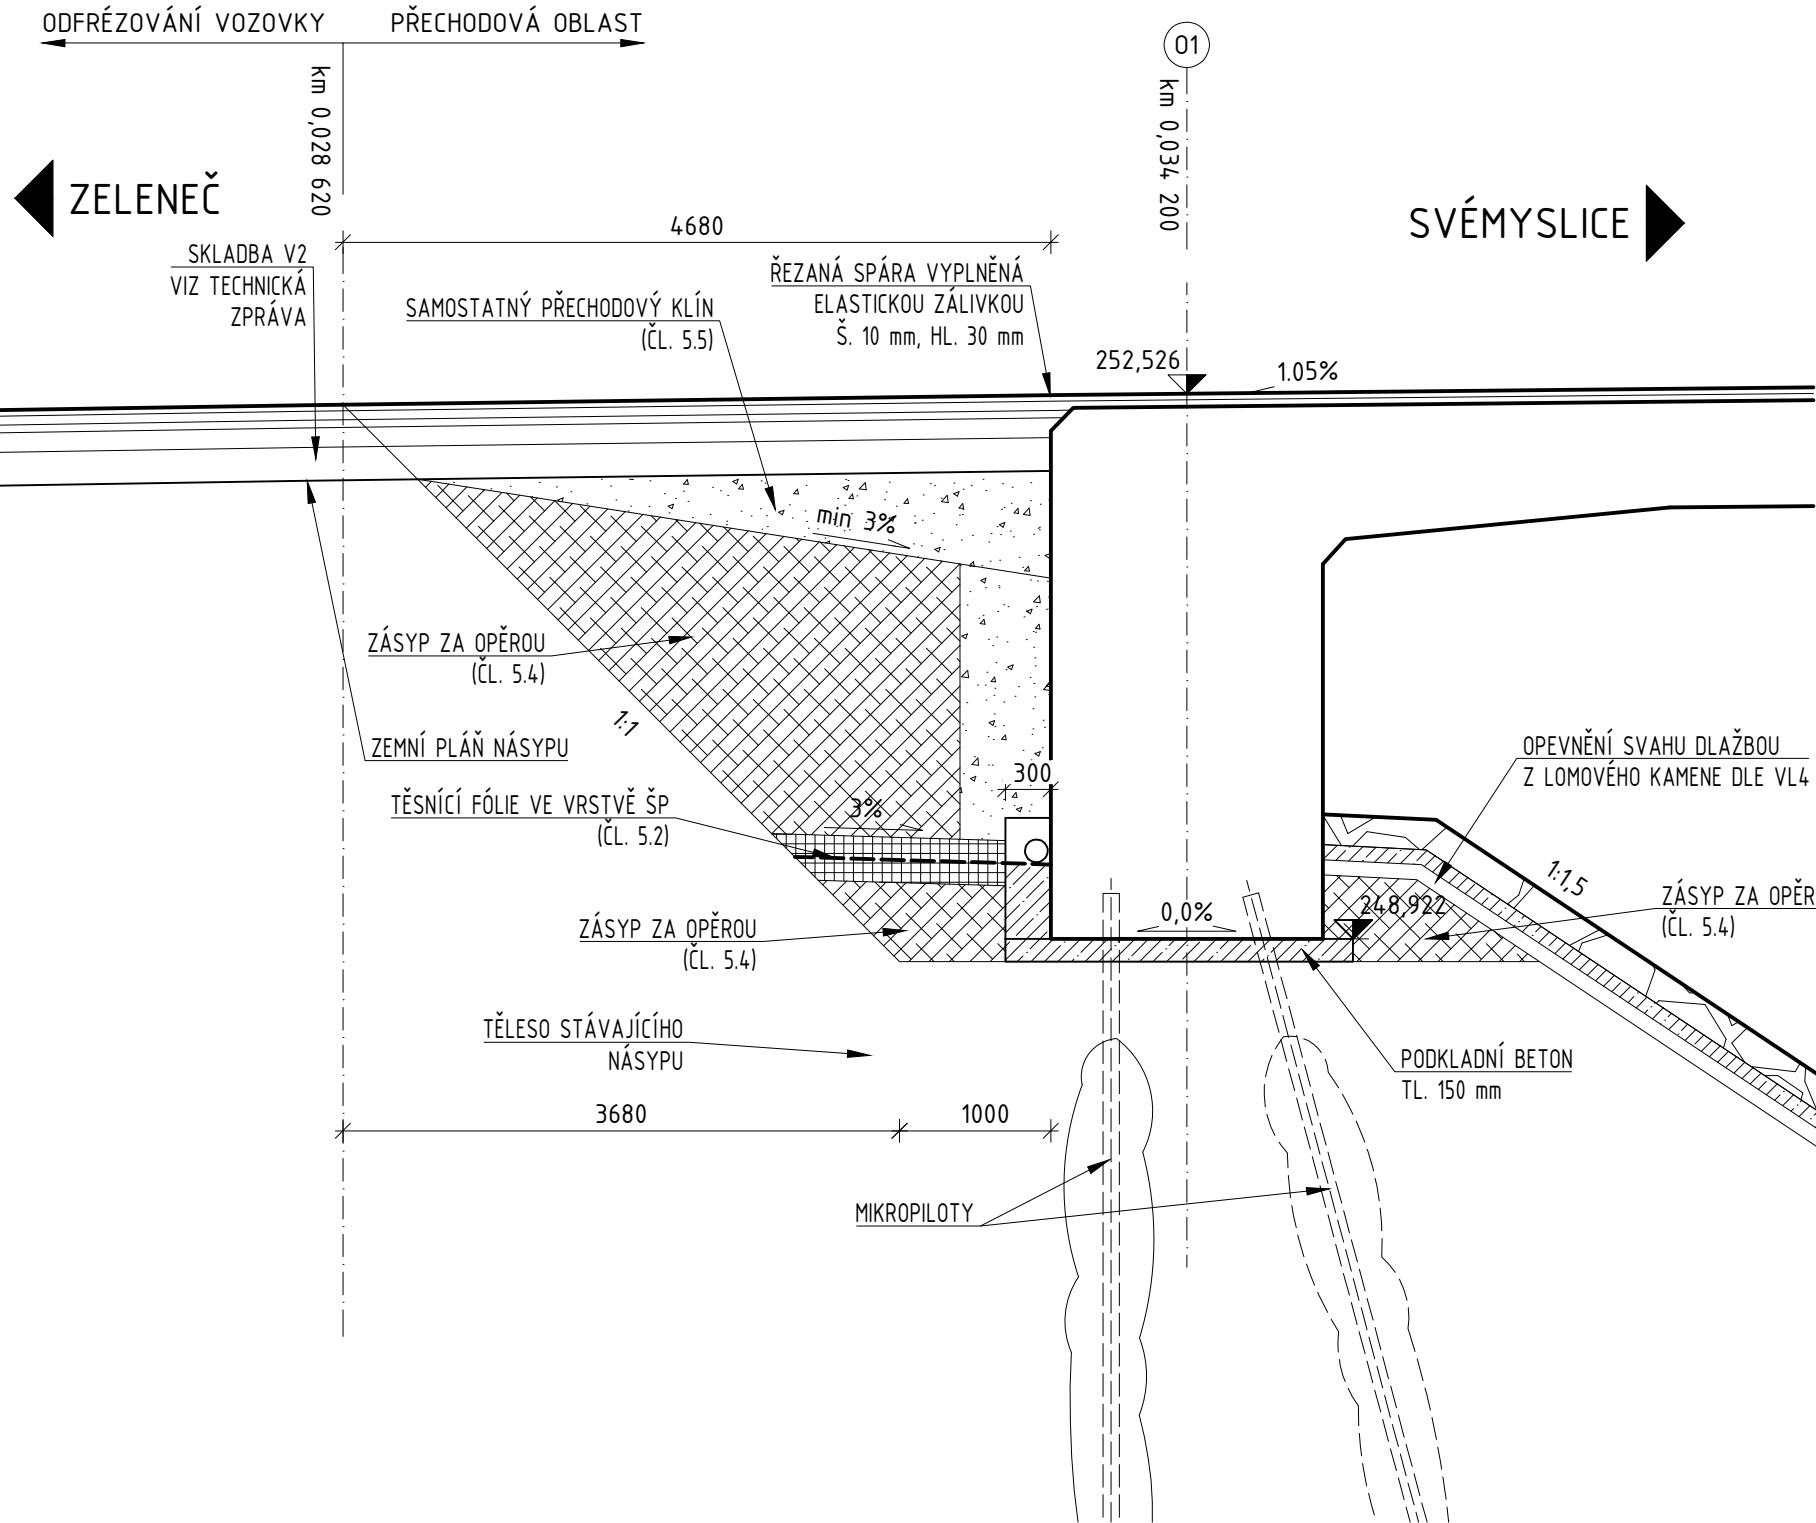 ODFRÉZOVÁNÍ VOZOVKY
PŘECHODOVÁ OBLAST
01
km 0,028 620
km 0,034 200
ZELENEČ
SVÉMYSLICE
4680
SKLADBA V2
VIZ TECHNICKÁ
ZPRÁVA
SAMOSTATNÝ PŘECHODOVÝ KLÍN
(ČL. 5.5)
ŘEZANÁ SPÁRA VYPLNĚNÁ
ELASTICKOU ZÁLIVKOU
Š. 10 mm, HL. 30 mm
252,526
1.05%
min 3%
ZÁSYP ZA OPĚROU
(ČL. 5.4)
1:1
ZEMNÍ PLÁŇ NÁSYPU
300
OPEVNĚNÍ SVAHU DLAŽBOU
Z LOMOVÉHO KAMENE DLE VL4
TĚSNÍCÍ FÓLIE VE VRSTVĚ ŠP
(ČL. 5.2)
3%
1:1,5
ZÁSYP ZA OPĚR
(ČL. 5.4)
248,922
0,0%
ZÁSYP ZA OPĚROU
(ČL. 5.4)
TĚLESO STÁVAJÍCÍHO
NÁSYPU
PODKLADNÍ BETON
TL. 150 mm
3680
1000
MIKROPILOTY